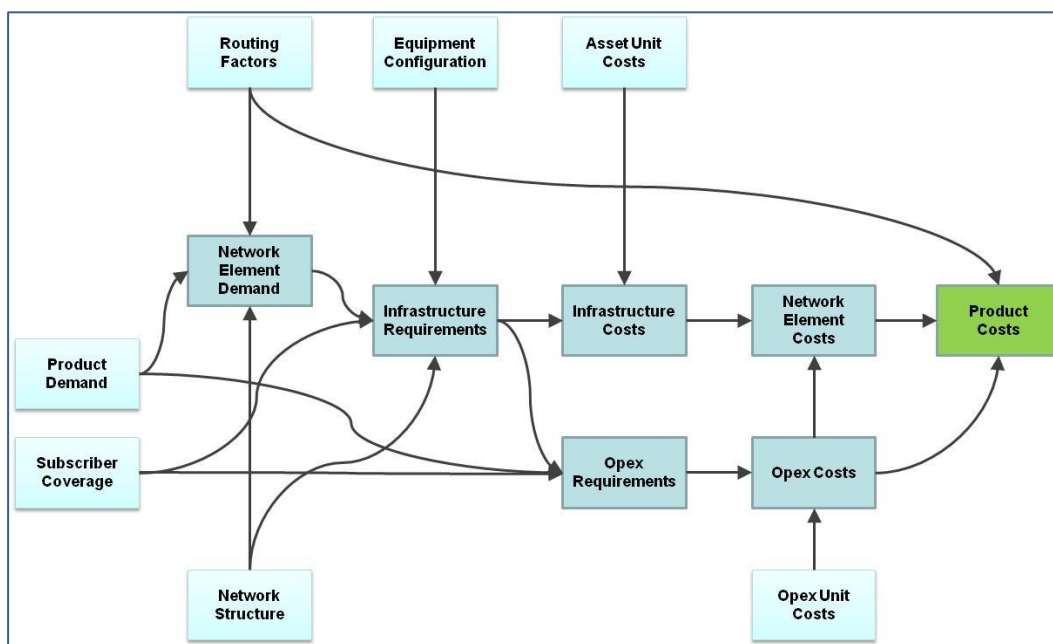 Routing
Factors
Equipment
Configuration
Asset Unit
Costs
Network
Element
Demand
Infrastructure
Requirements
Infrastructure
Costs
Network
Element
Costs
Product
Costs
Product
Demand
Subscriber
Coverage
Opex
Requirements
Opex Costs
Network
Structure
Opex Unit
Costs